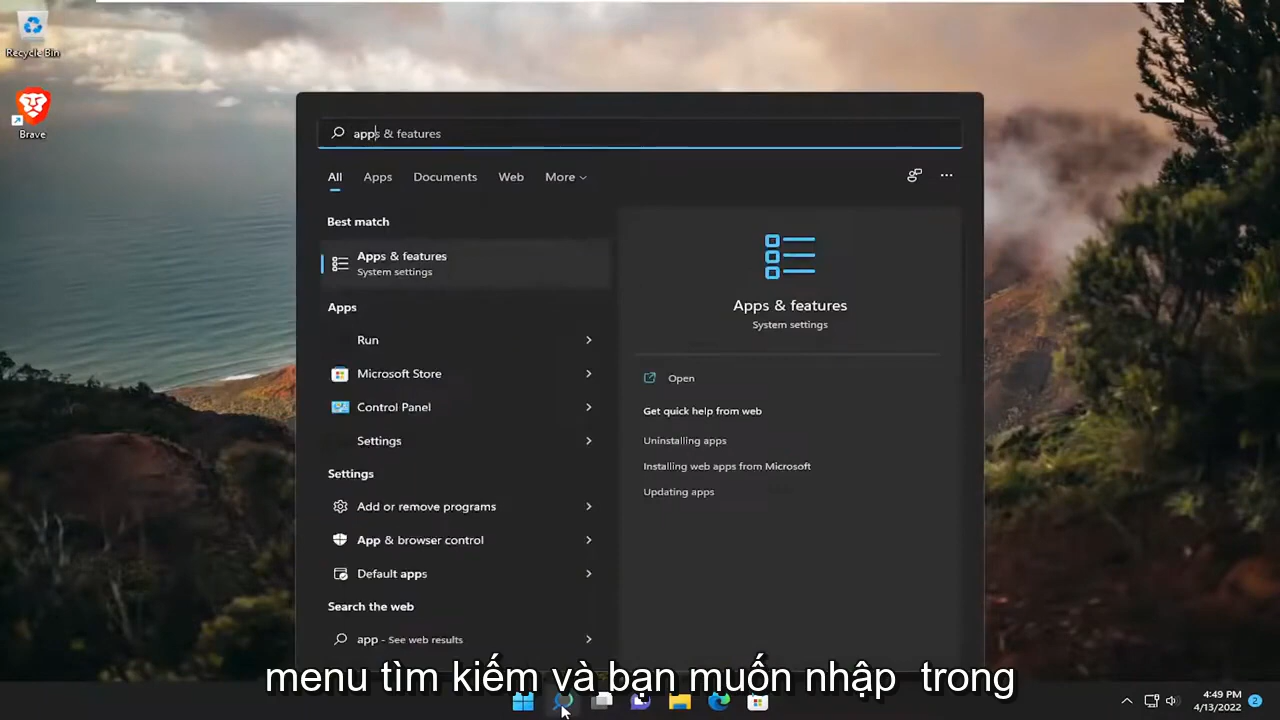 Recycle Bin
Brave
apps & features
All Apps Documents Web More
Best match
Apps & features
System settings
Apps
Run
Microsoft Store
Control Panel
Settings
Settings
Add or remove programs
App & browser control
Default apps
Search the web
app - See web results
Apps & features
System settings
Open
Get quick help from web
Uninstalling apps
Installing web apps from Microsoft
Updating apps
menu tìm kiếm và bạn muốn nhập trong
4:49 PM
4/13/2022
2